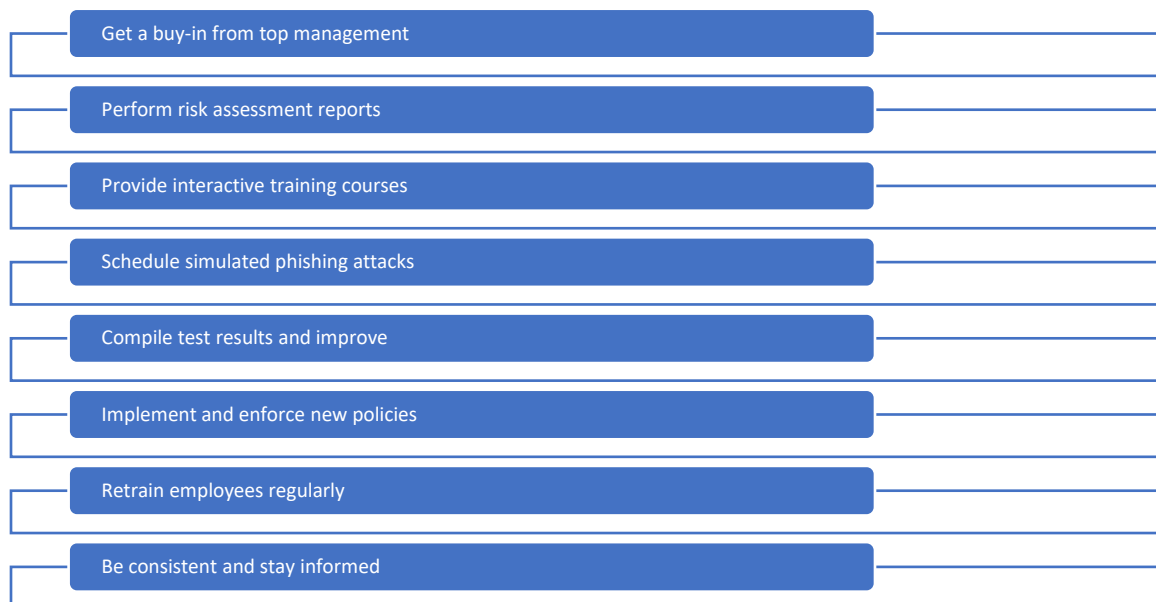 Get a buy-in from top management
Perform risk assessment reports
Provide interactive training courses
Schedule simulated phishing attacks
Compile test results and improve
Implement and enforce new policies
Retrain employees regularly
Be consistent and stay informed